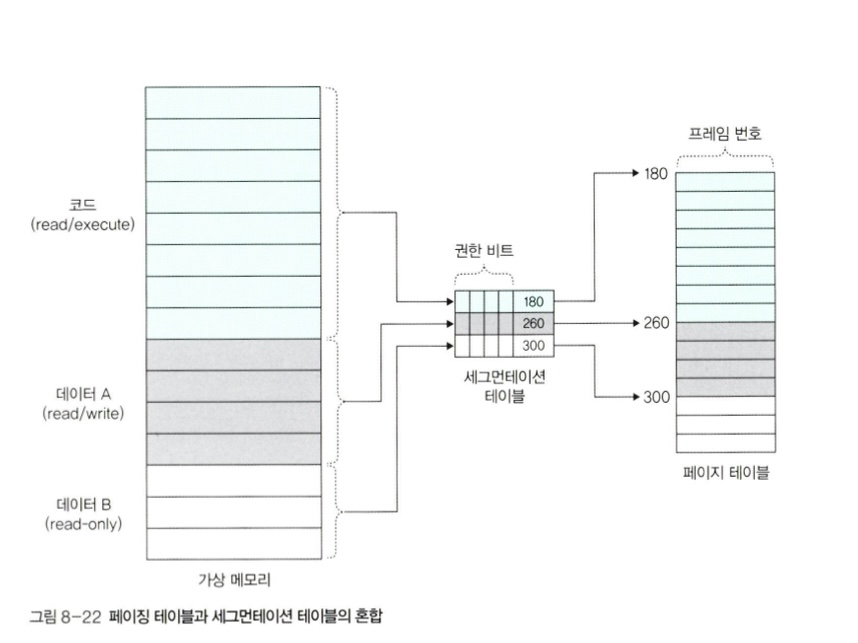 프레임 번호
180
코드
(read/execute)
권한 비트
180
260
260
300
세그먼테이션
테이블
300
데이터 A
(read/write)
페이지 테이블
데이터 B
(read-only)
가상 메모리
그림 8-22 페이징 테이블과 세그먼테이션 테이블의 혼합